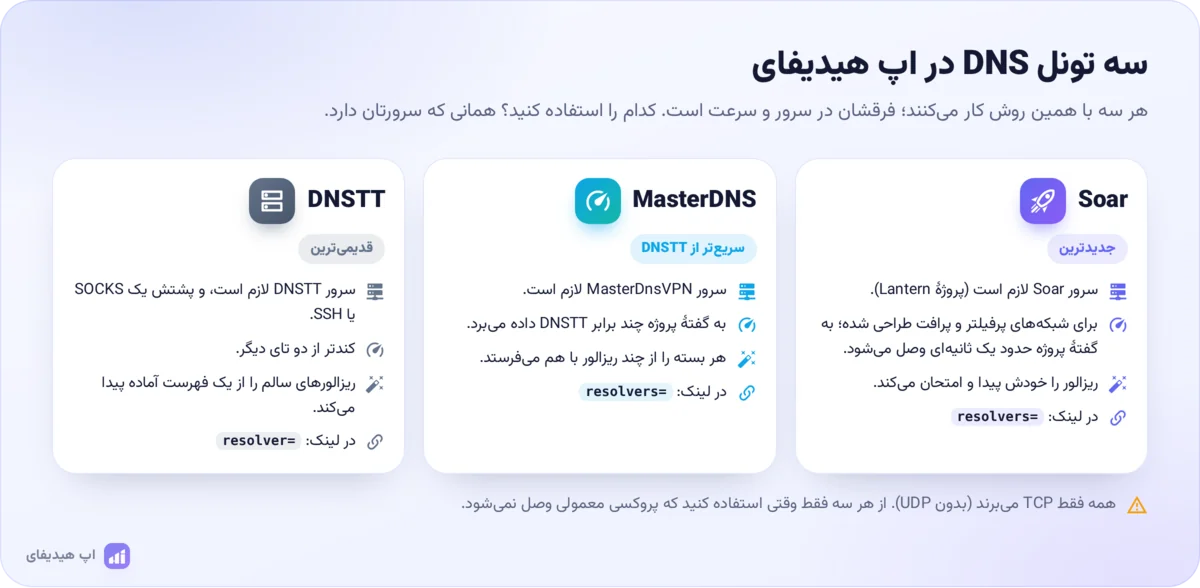 سه تونل DNS در اپ هیدیفای
هر سه با همین روش کار می‌کنند؛ فرقشان در سرور و سرعت است. کدام را استفاده کنید؟ همانی که سرورتان دارد.
Soar
جدیدترین
سرور Soar لازم است (پروژهٔ Lantern).
برای شبکه‌های پرفیلتر و پرافت طراحی شده؛ به
گفتهٔ پروژه حدود یک ثانیه‌ای وصل می‌شود.
ریزالور را خودش پیدا و امتحان می‌کند.
در لینک: resolvers=
MasterDNS
سریع‌تر از DNSTT
سرور MasterDnsVPN لازم است.
به گفتهٔ پروژه چند برابر DNSTT داده می‌برد.
هر بسته را از چند ریزالور با هم می‌فرستد.
در لینک: resolvers=
DNSTT
قدیمی‌ترین
سرور DNSTT لازم است، و پشتش یک SOCKS
یا SSH.
کندتر از دو تای دیگر.
ریزالورهای سالم را از یک فهرست آماده پیدا
می‌کند.
در لینک: resolver=
همه فقط TCP می‌برند (بدون UDP). از هر سه فقط وقتی استفاده کنید که پروکسی معمولی وصل نمی‌شود.
اپ هیدیفای